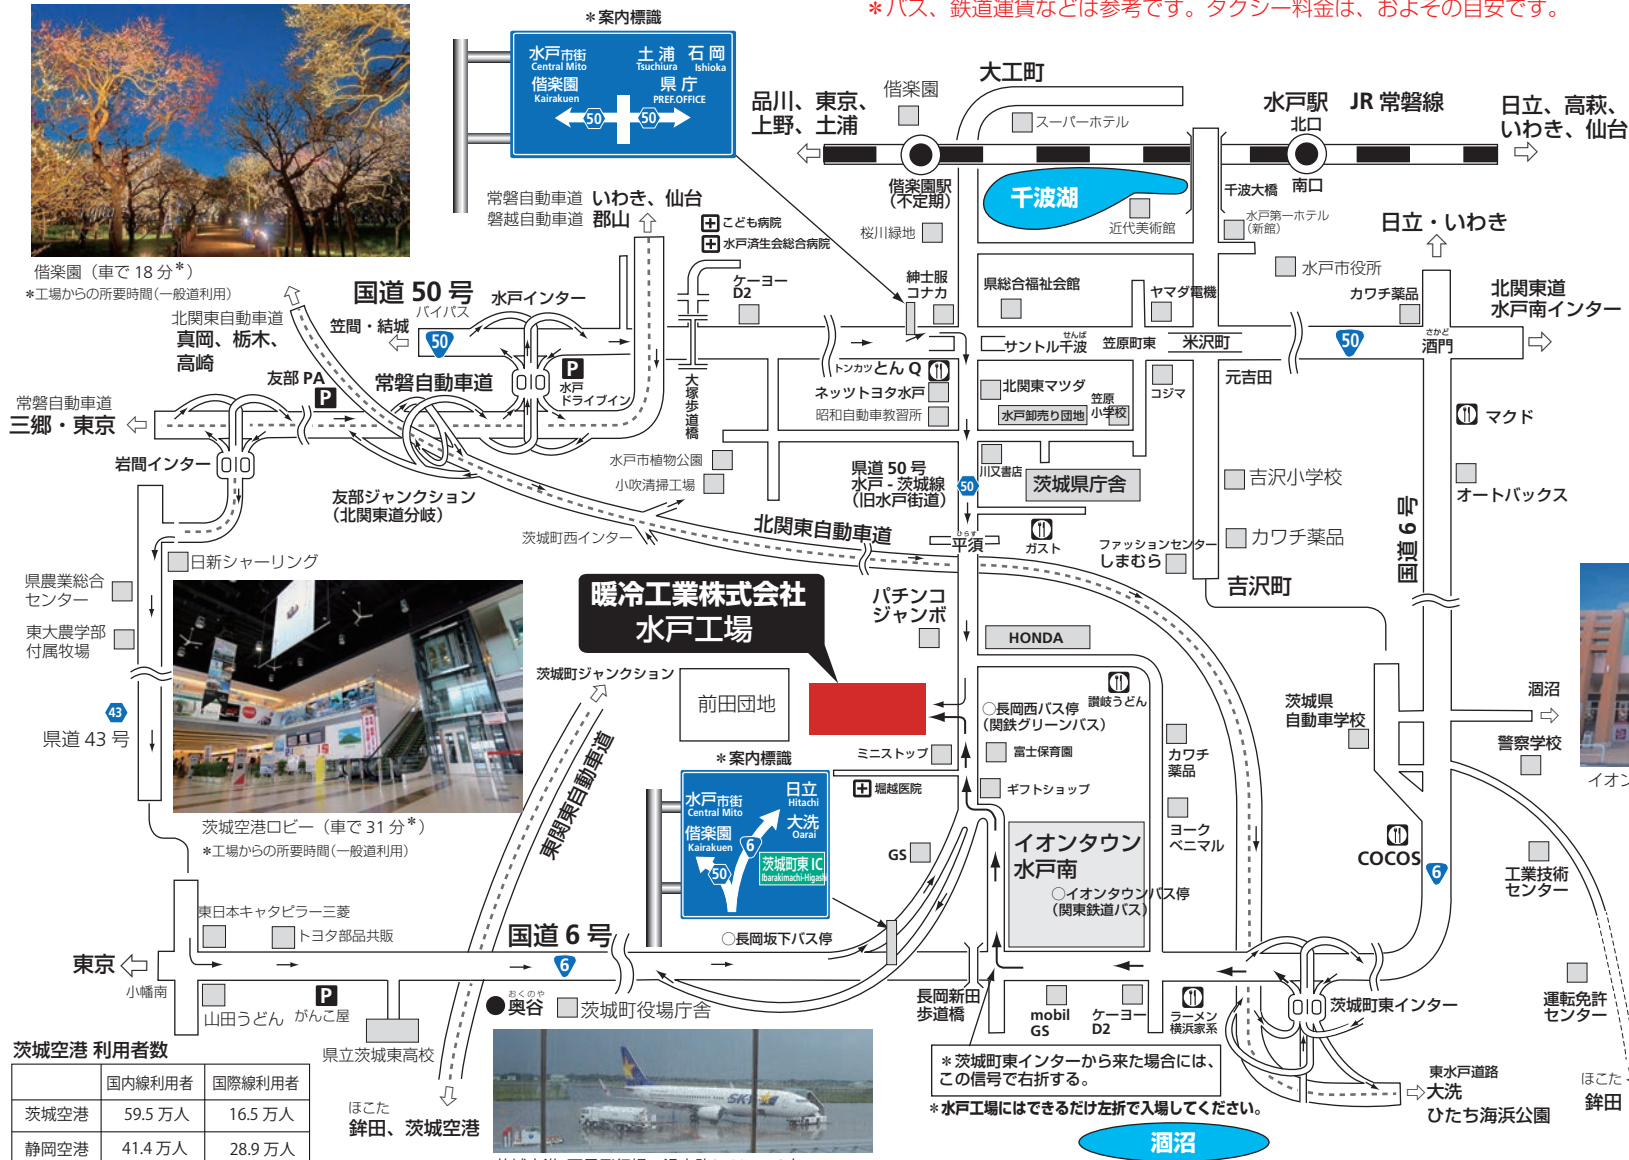 ＊バス、鉄道運賃などは参考です。タクシー料金は、およその目安です。
＊案内標識
水戸市街
Central Mito
偕楽園
Kairakuen
土浦
Tsuchiura
石岡
Ishioka
県庁
PREF.OFFICE
50
50
偕楽園（車で 18 分＊）
＊工場からの所要時間（一般道利用）
大工町
偕楽園
スーパーホテル
品川、東京、
上野、土浦
水戸駅 JR 常磐線
北口
南口
日立、高萩、
いわき、仙台
偕楽園駅
（不定期）
千波湖
近代美術館
千波大橋
水戸第一ホテル
（新館）
桜川緑地
日立・いわき
水戸市役所
常磐自動車道 いわき、仙台
磐越自動車道 郡山
こども病院
水戸済生会総合病院
ケーヨー
D2
紳士服
コナカ
県総合福祉会館
ヤマダ電機
カワチ薬品
北関東道
水戸南インター
国道 50 号
バイパス
水戸インター
笠間・結城
50
北関東自動車道
真岡、栃木、
高崎
せんば
サントル千波
笠原町東
米沢町
50
さかど
酒門
元吉田
友部 PA
P
常磐自動車道
P
水戸
ドライブイン
大塚歩道橋
トンカツとん Q
ネッツトヨタ水戸
昭和自動車教習所
北関東マツダ
水戸卸売り団地
笠原
小学校
コジマ
マクド
常磐自動車道
三郷・東京
岩間インター
水戸市植物公園
小吹清掃工場
県道 50 号
水戸 - 茨城線
（旧水戸街道）
50
川又書店
茨城県庁舎
吉沢小学校
オートバックス
友部ジャンクション
（北関東道分岐）
茨城町西インター
北関東自動車道
ひらす
平須
ガスト
ファッションセンター
しまむら
カワチ薬品
国道 6 号
吉沢町
日新シャーリング
県農業総合
センター
東大農学部
付属牧場
暖冷工業株式会社
水戸工場
パチンコ
ジャンボ
HONDA
茨城町ジャンクション
前田団地
43
県道 43 号
○長岡西バス停
（関鉄グリーンバス）
讃岐うどん
富士保育園
カワチ
薬品
茨城県
自動車学校
涸沼
警察学校
イオン
ミニストップ
＊案内標識
水戸市街
Central Mito
偕楽園
Kairakuen
日立
Hitachi
大洗
Oarai
6
50
茨城町東 IC
Ibarakimachi-Higashi
堀越医院
ギフトショップ
東関東自動車道
茨城空港ロビー（車で 31 分＊）
＊工場からの所要時間（一般道利用）
GS
イオンタウン
水戸南
○イオンタウンバス停
（関東鉄道バス）
ヨーク
ベニマル
COCOS
6
工業技術
センター
東日本キャタピラー三菱
トヨタ部品共販
国道 6 号
6
○長岡坂下バス停
東京
小幡南
山田うどん
P
がんこ屋
県立茨城東高校
おくのや
奥谷
茨城町役場庁舎
長岡新田
歩道橋
mobil
GS
ケーヨー
D2
ラーメン
横浜家系
茨城町東インター
運転免許
センター
＊茨城町東インターから来た場合には、
この信号で右折する。
＊水戸工場にはできるだけ左折で入場してください。
東水戸道路
大洗
ひたち海浜公園
ほこた
鉾田
涸沼
ほこた
鉾田、茨城空港
茨城空港 利用者数
国内線利用者 国際線利用者
茨城空港 59.5 万人 16.5 万人
静岡空港 41.4 万人 28.9 万人